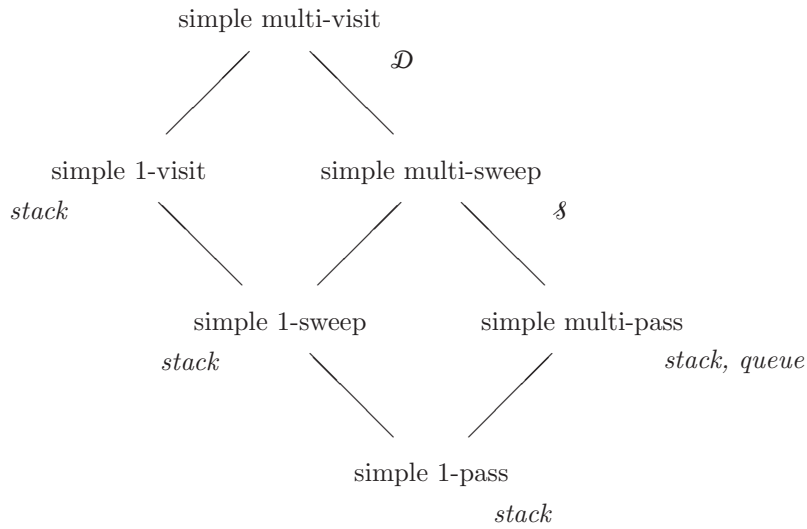 simple multi-visit
𝒟
simple 1-visit simple multi-sweep
stack 𝒮
simple 1-sweep simple multi-pass
stack stack, queue
simple 1-pass
stack